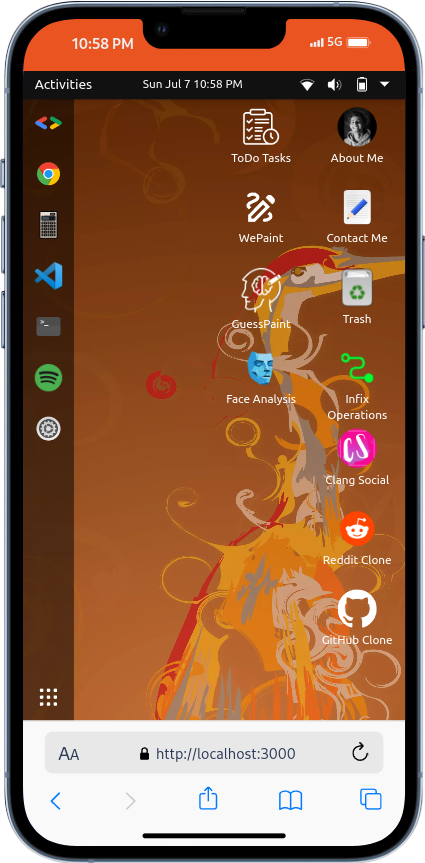 10:58 PM
5G
Activities
Sun Jul 7 10:58 PM
ToDo Tasks
About Me
WePaint
Contact Me
GuessPaint
Trash
Face Analysis
Infix
Operations
CS
Clang Social
Reddit Clone
GitHub Clone
>_
AA
http://localhost:3000